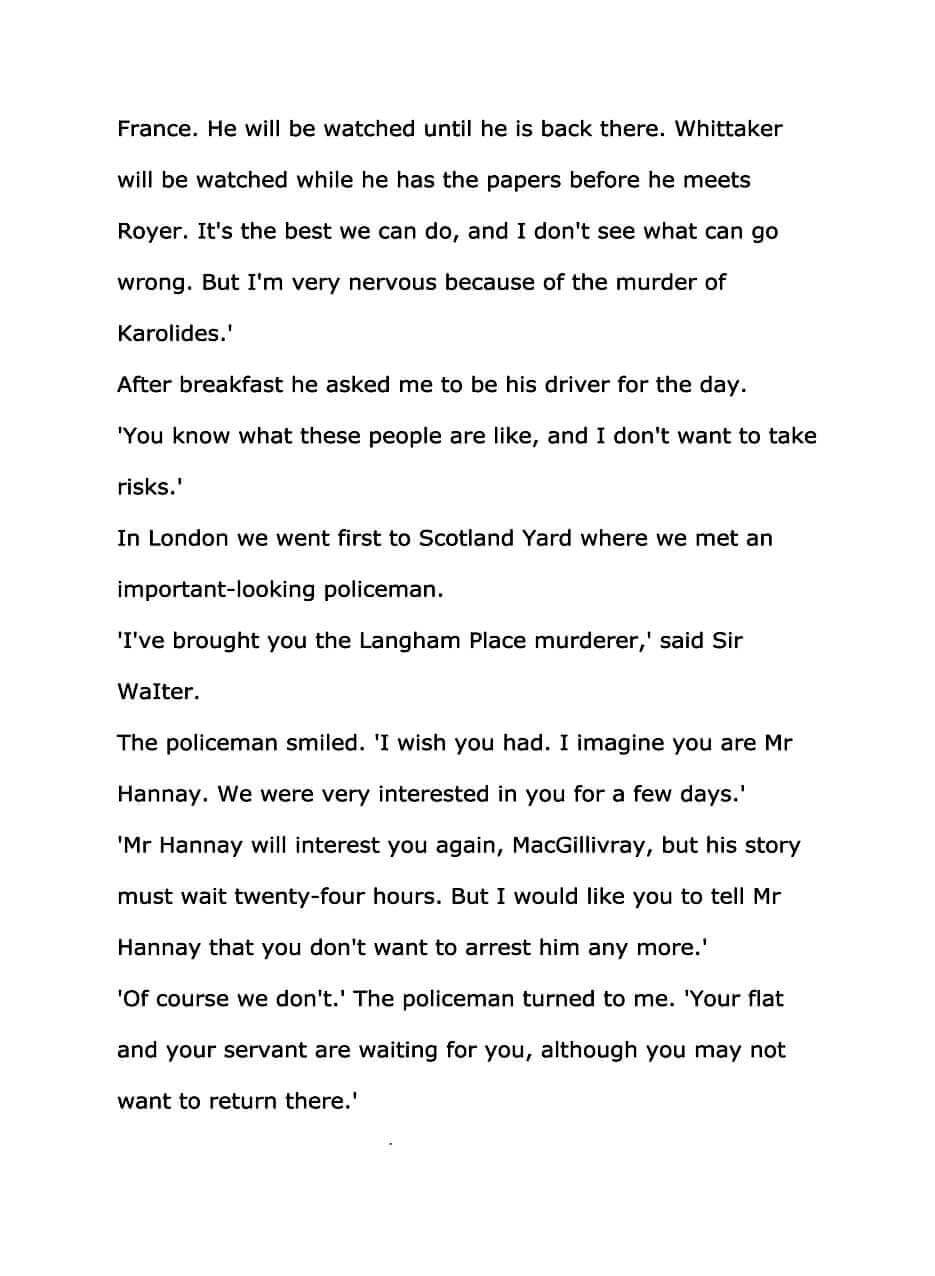 France. He will be watched until he is back there. Whittaker
will be watched while he has the papers before he meets
Royer. It's the best we can do, and I don't see what can go
wrong. But I'm very nervous because of the murder of
Karolides.'
After breakfast he asked me to be his driver for the day.
'You know what these people are like, and I don't want to take
risks.'
In London we went first to Scotland Yard where we met an
important-looking policeman.
'I've brought you the Langham Place murderer,' said Sir
WaIter.
The policeman smiled. 'I wish you had. I imagine you are Mr
Hannay. We were very interested in you for a few days.'
'Mr Hannay will interest you again, MacGillivray, but his story
must wait twenty-four hours. But I would like you to tell Mr
Hannay that you don't want to arrest him any more.'
'Of course we don't.' The policeman turned to me. 'Your flat
and your servant are waiting for you, although you may not
want to return there.'